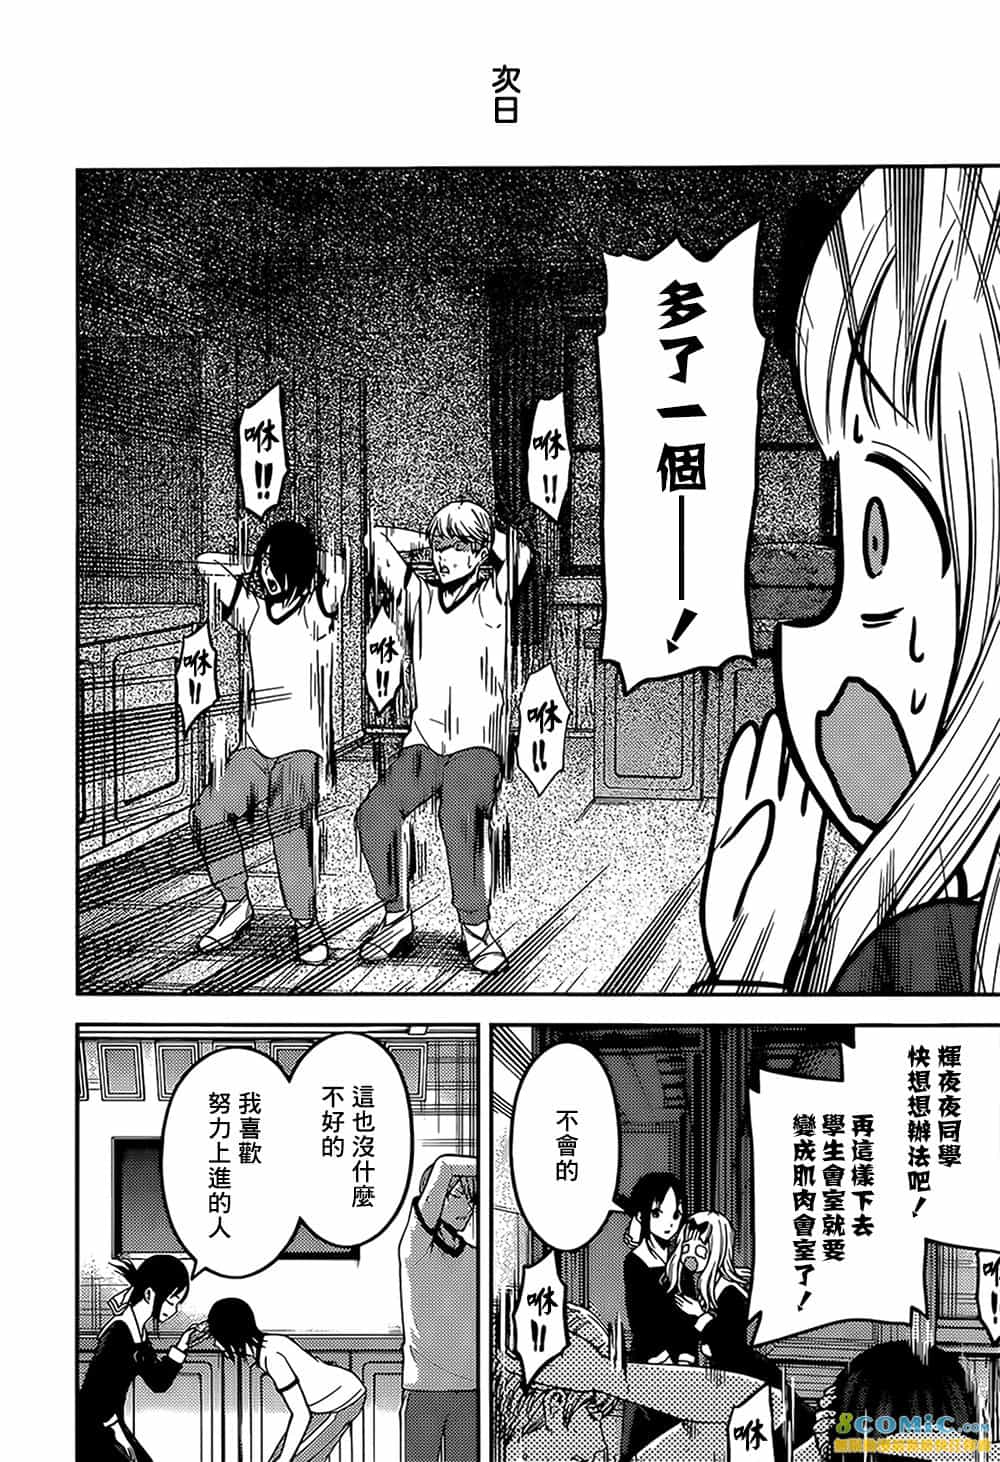 次日
多了一個——！
咻!!
咻!!
咻!!
咻!!
咻!!
輝夜夜同學
快想想辦法吧！
再這樣下去
學生會室就要
變成肌肉會室了！
咻!!
不會的
咻!!
咻
這也沒什麼
不好的
我喜歡
努力上進的人
8COMIC.COM